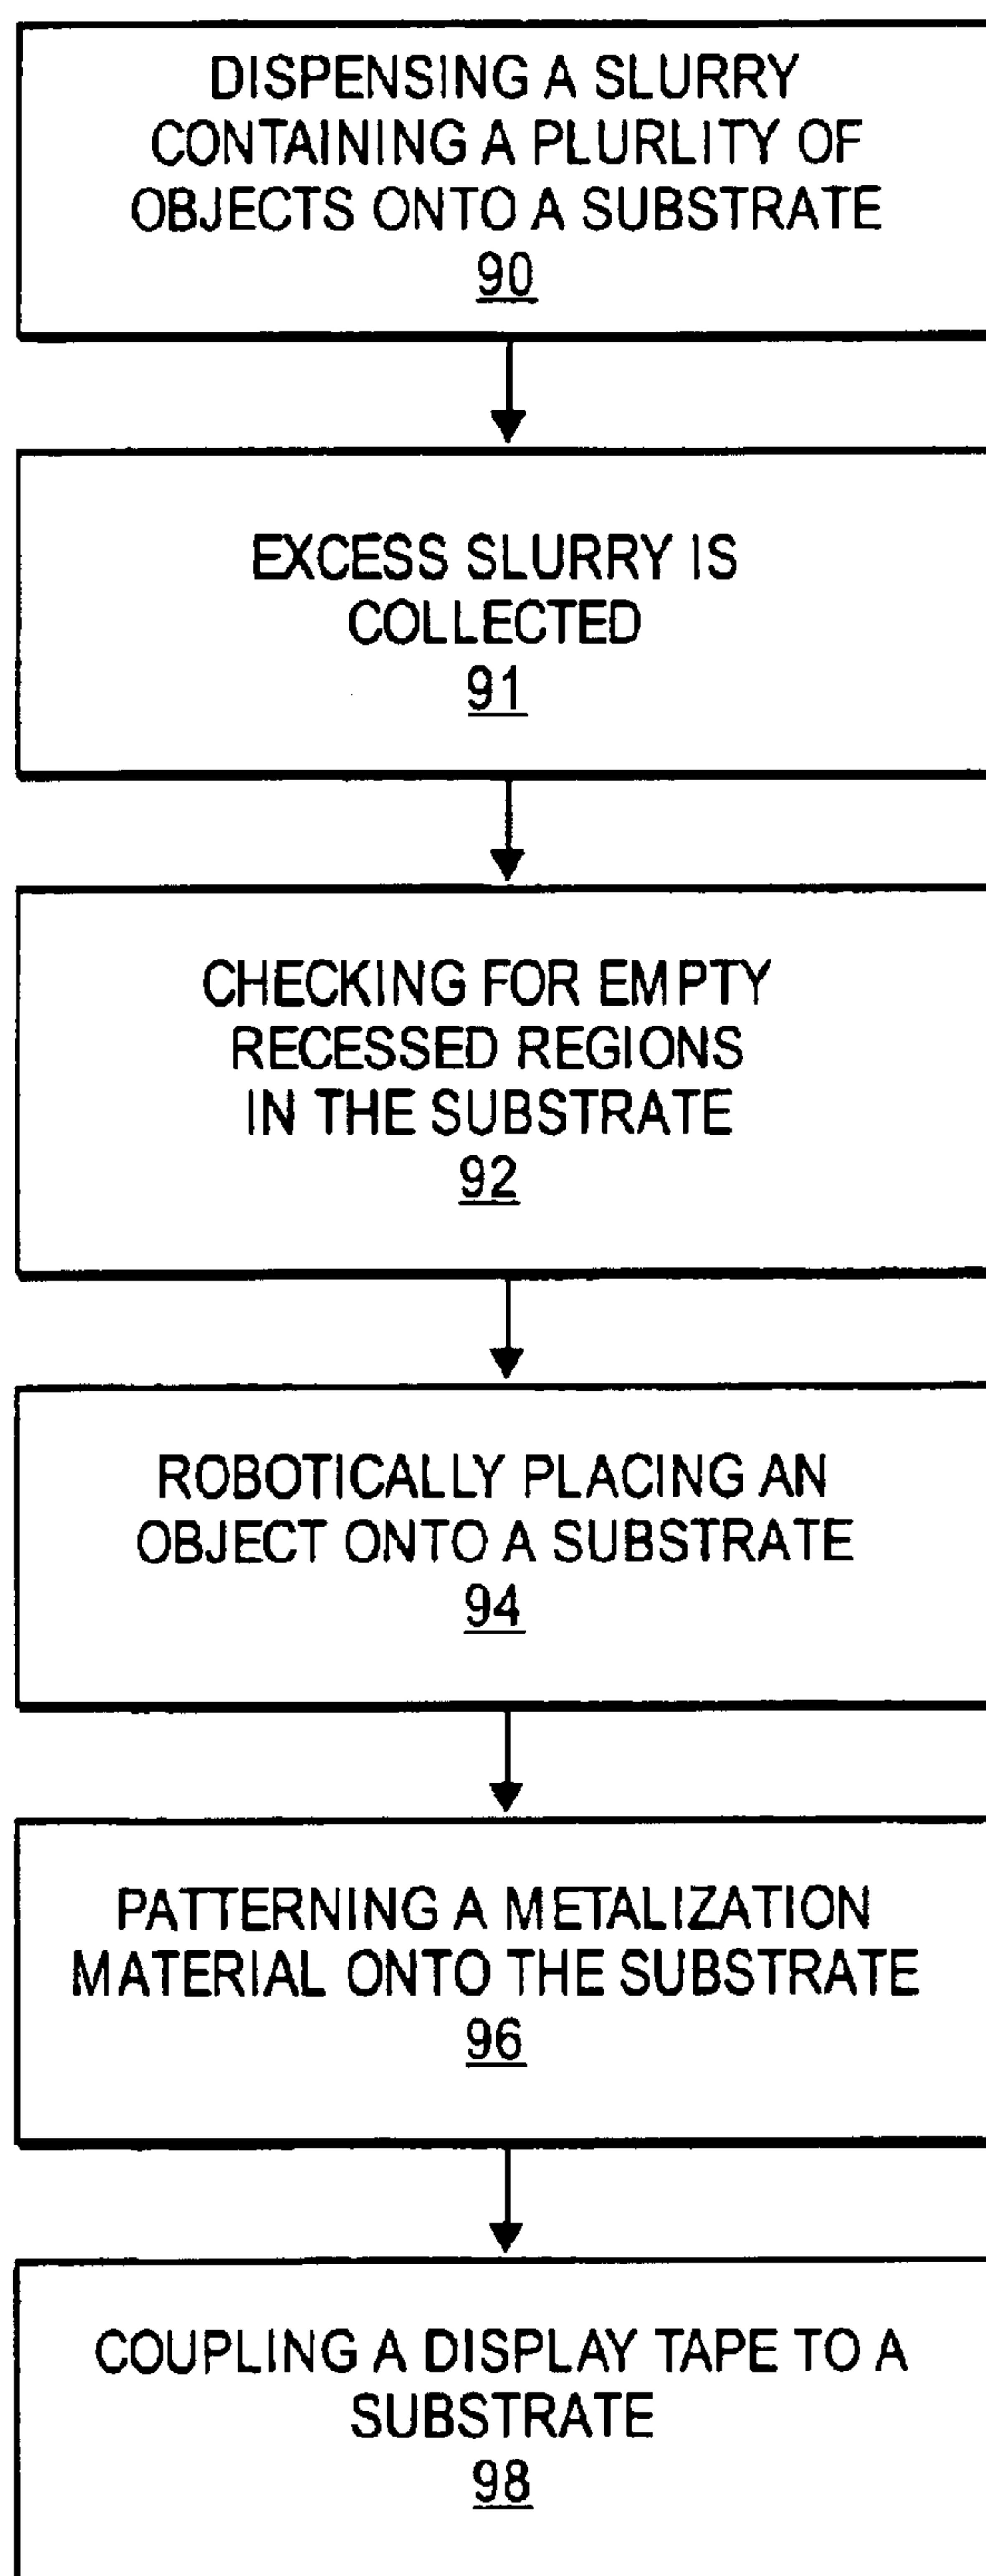 DISPENSING A SLURRY
CONTAINING A PLURLITY OF
OBJECTS ONTO A SUBSTRATE
90
EXCESS SLURRY IS
COLLECTED
91
CHECKING FOR EMPTY
RECESSED REGIONS
IN THE SUBSTRATE
92
ROBOTICALLY PLACING AN
OBJECT ONTO A SUBSTRATE
94
PATTERNING A METALIZATION
MATERIAL ONTO THE SUBSTRATE
96
COUPLING A DISPLAY TAPE TO A
SUBSTRATE
98